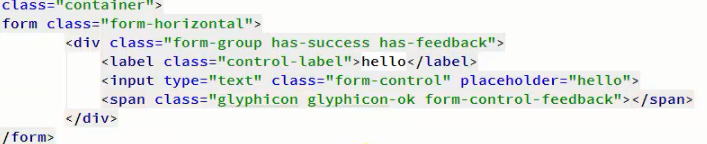 class="container">
form class="form-horizontal">
<div class="form-group has-success has-feedback">
<label class="control-label">hello</label>
<input type="text" class="form-control" placeholder="hello">
<span class="glyphicon glyphicon-ok form-control-feedback"></span>
</div>
/form>